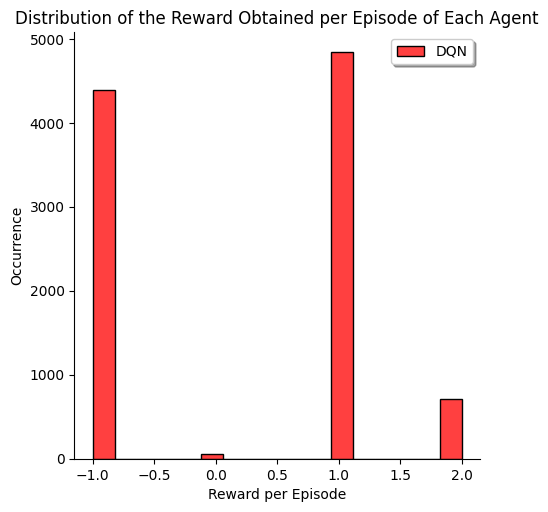 Distribution of the Reward Obtained per Episode of Each Agent
DQN
5000
4000
3000
2000
1000
0
Occurrence
−1.0 −0.5 0.0 0.5 1.0 1.5 2.0
Reward per Episode